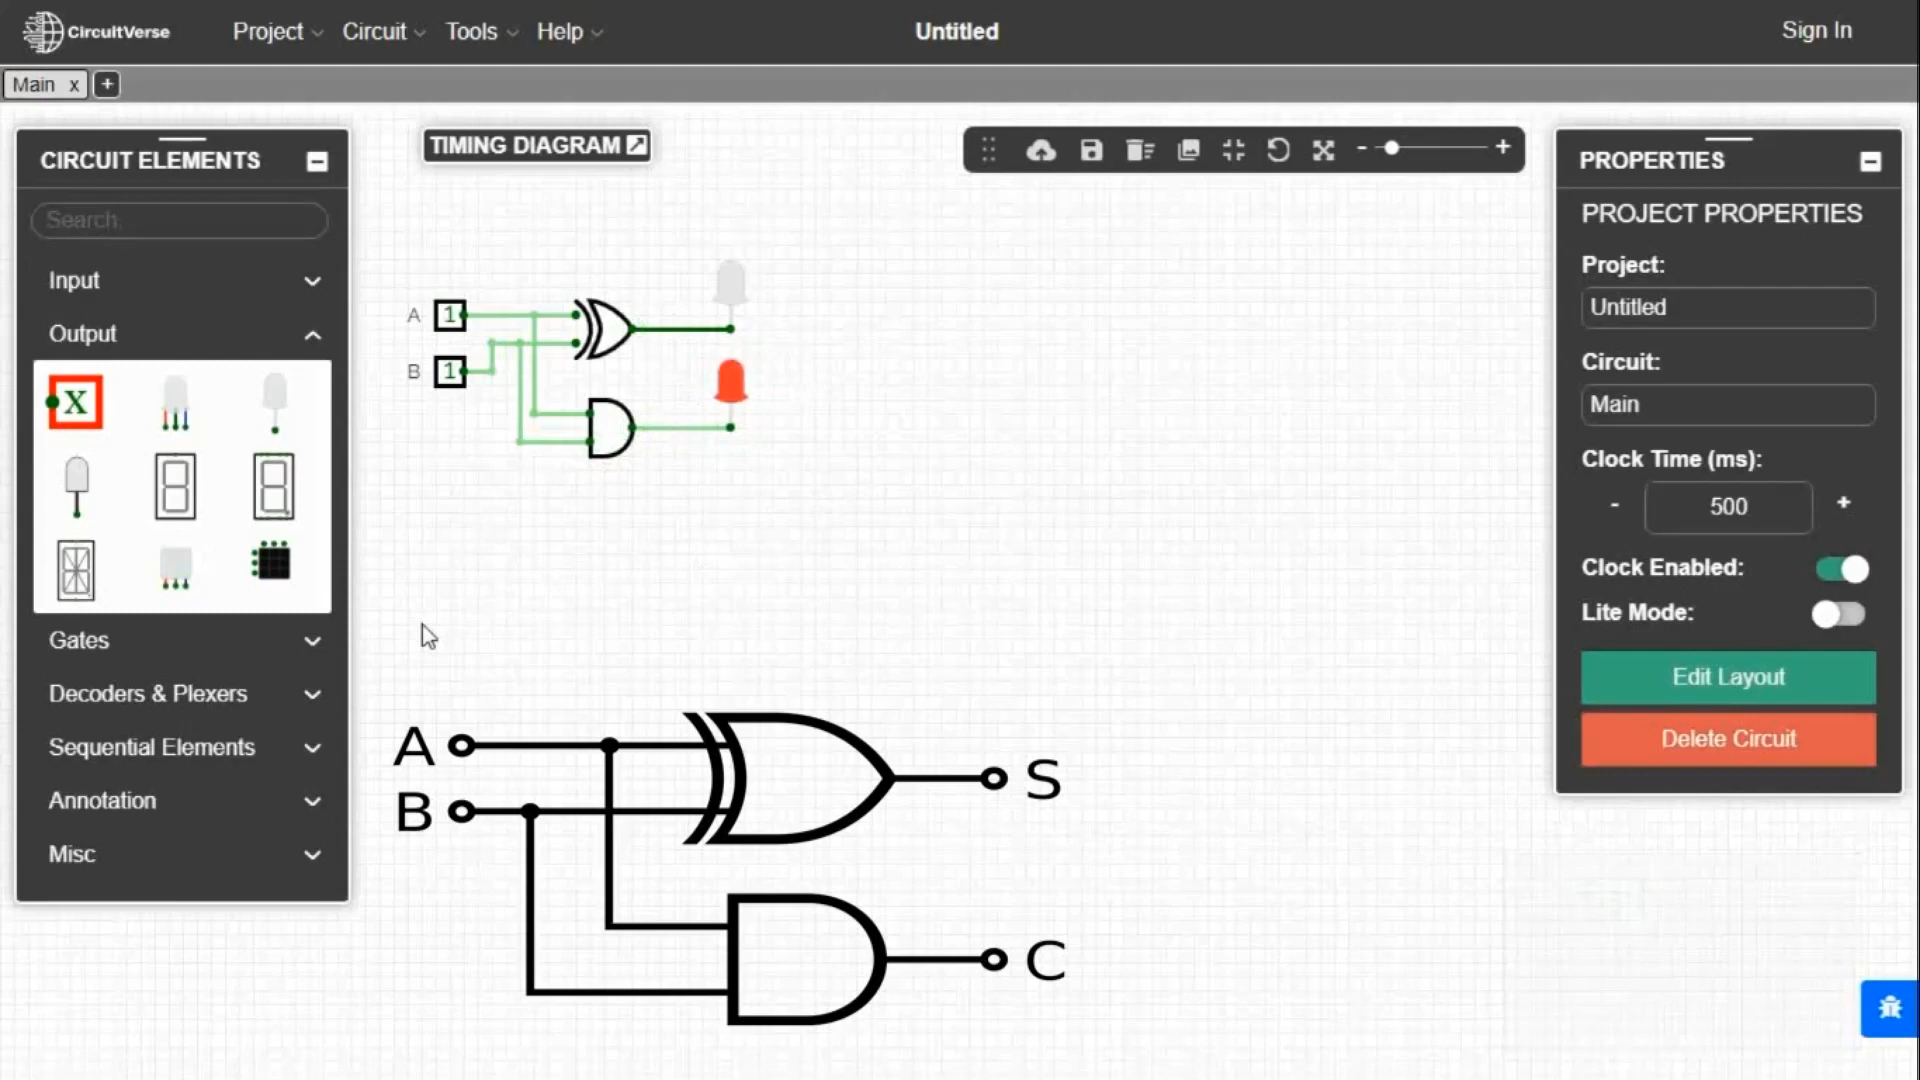 CircuitVerse
Project
Circuit
Tools
Help
Untitled
Sign In
Main x +
CIRCUIT ELEMENTS
Search
Input
Output
X
Gates
Decoders & Plexers
Sequential Elements
Annotation
Misc
TIMING DIAGRAM
- +
A 1
B 1
A
B
S
C
PROPERTIES
PROJECT PROPERTIES
Project:
Untitled
Circuit:
Main
Clock Time (ms):
- 500 +
Clock Enabled:
Lite Mode:
Edit Layout
Delete Circuit